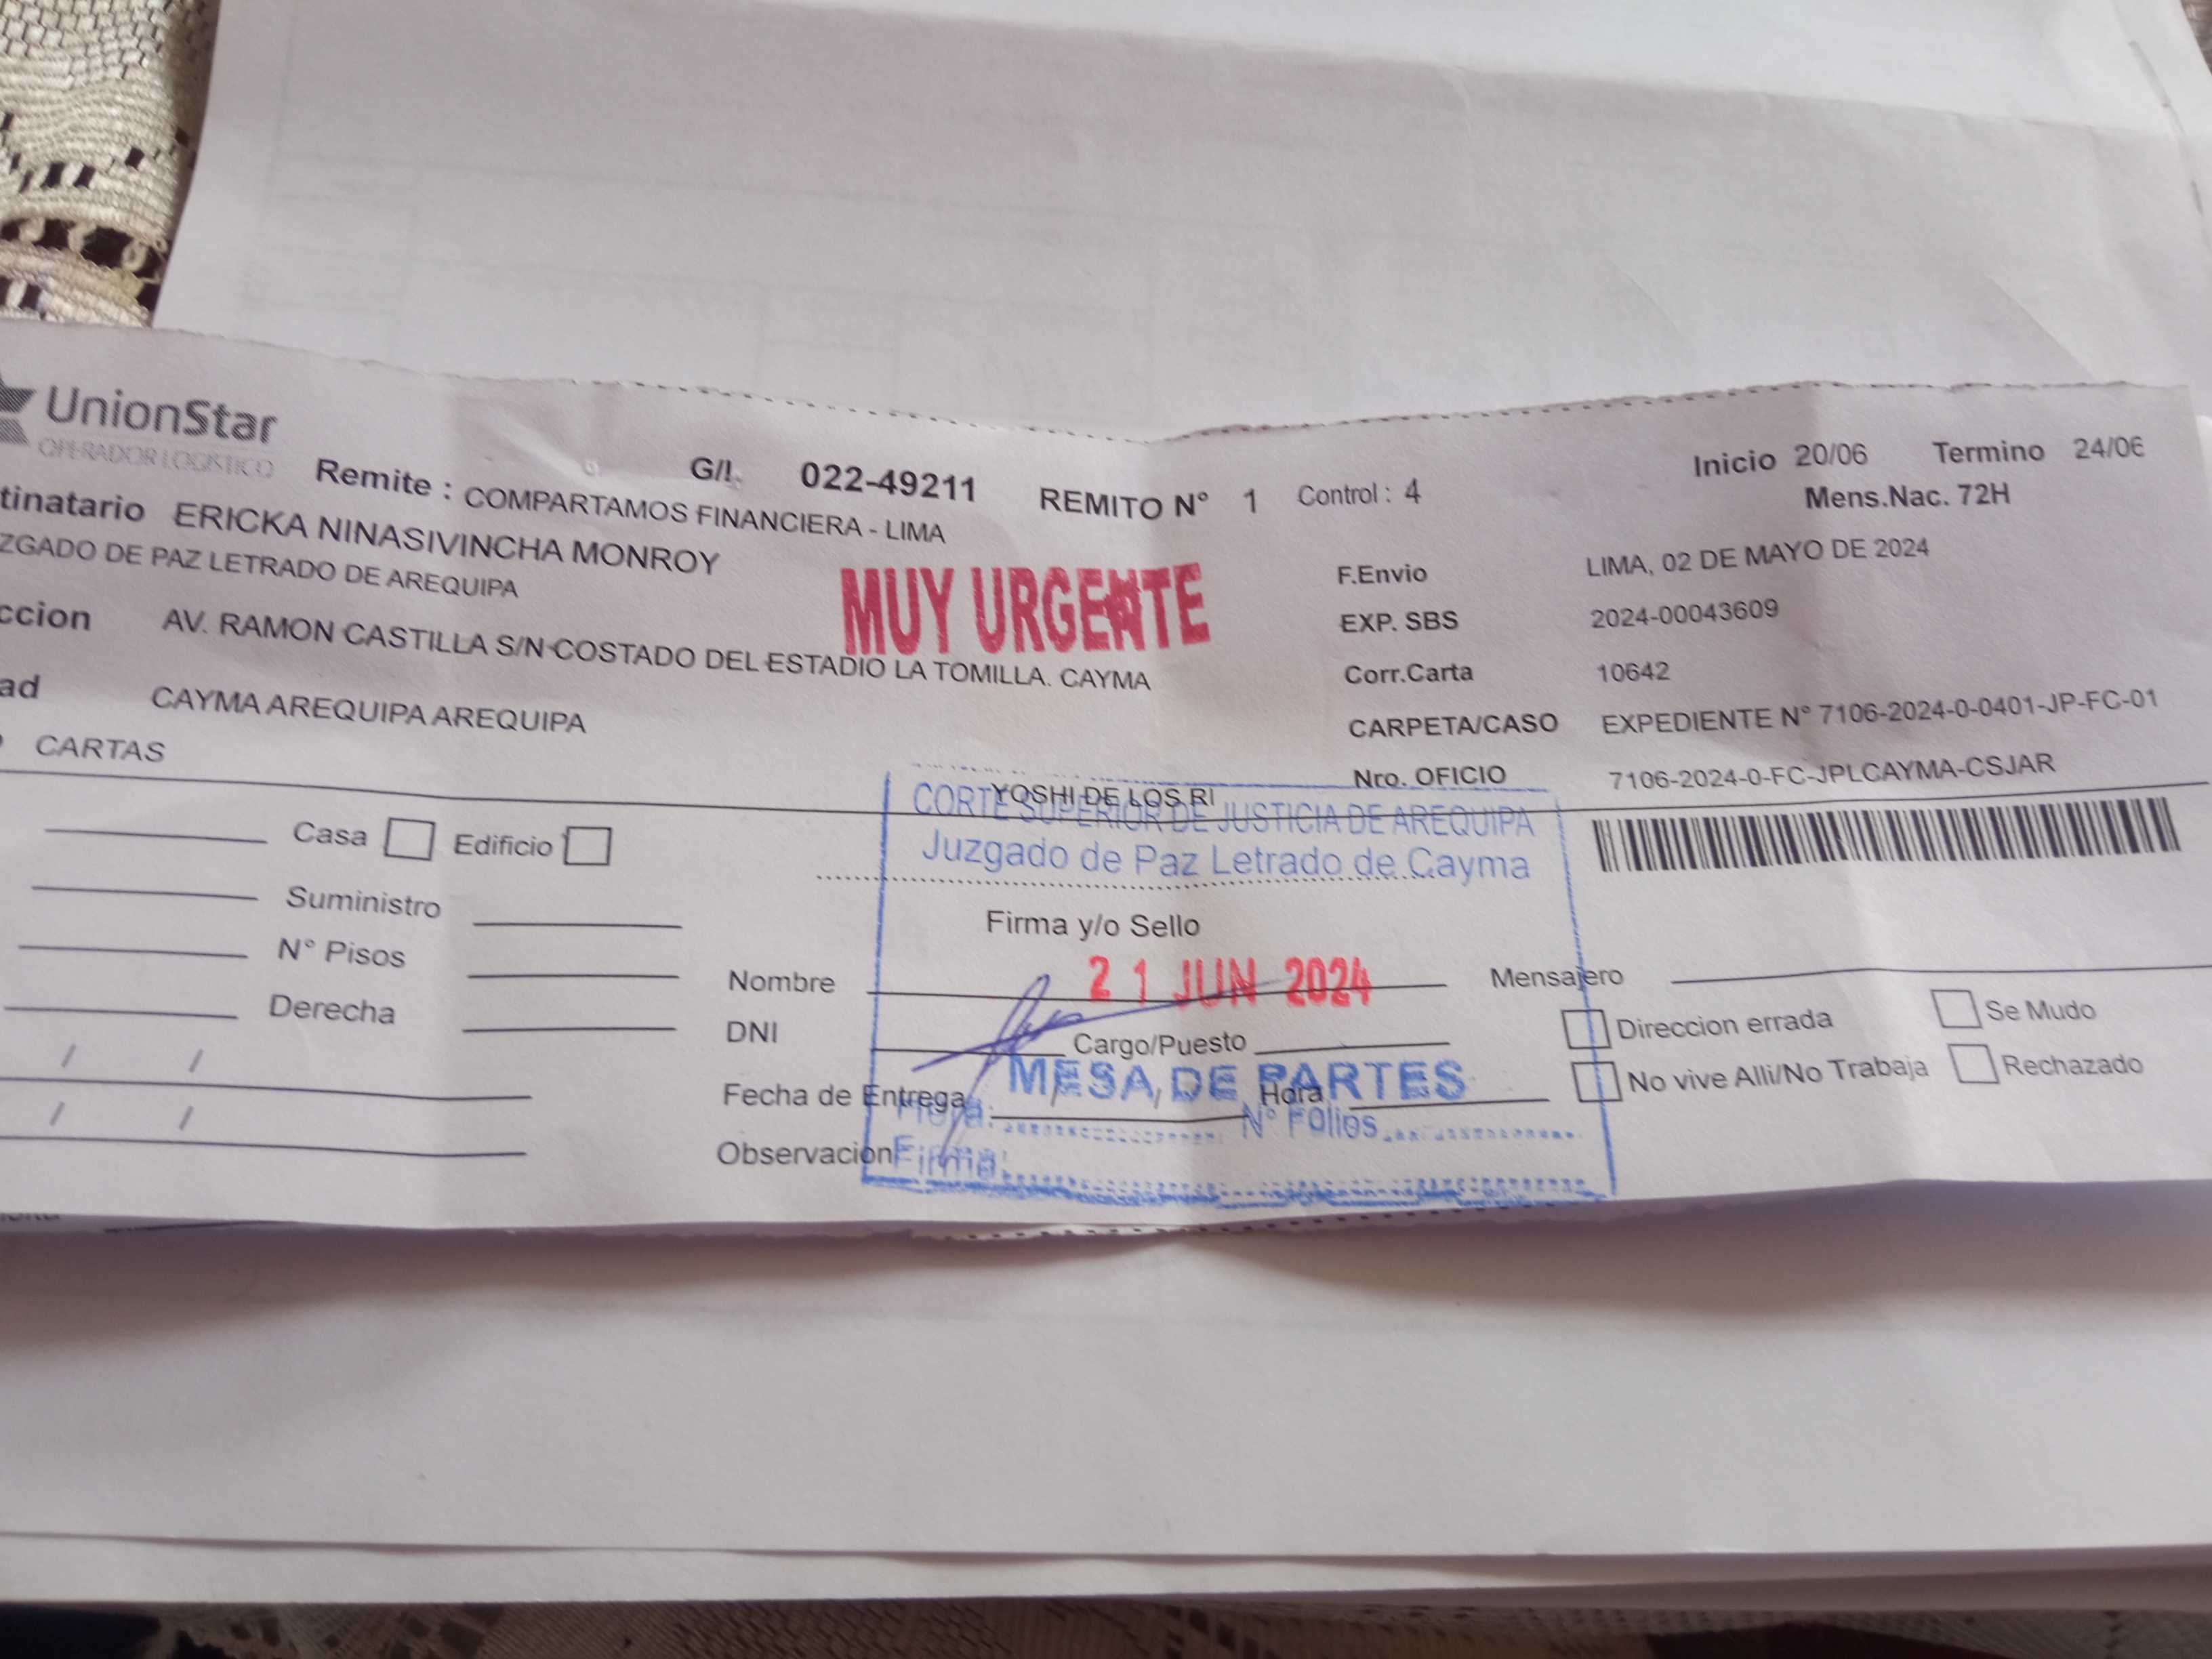 UnionStar
OPERADOR LOGISTICO
Remite : COMPARTAMOS FINANCIERA - LIMA
G/I. 022-49211 REMITO N° 1 Control : 4
Inicio 20/06 Termino 24/06
Mens.Nac. 72H
tinatario ERICKA NINASIVINCHA MONROY
ZGADO DE PAZ LETRADO DE AREQUIPA
ccion AV. RAMON CASTILLA S/N COSTADO DEL ESTADIO LA TOMILLA. CAYMA
ad CAYMA AREQUIPA AREQUIPA
CARTAS
MUY URGENTE
F.Envio LIMA, 02 DE MAYO DE 2024
EXP. SBS 2024-00043609
Corr.Carta 10642
CARPETA/CASO EXPEDIENTE N° 7106-2024-0-0401-JP-FC-01
Nro. OFICIO 7106-2024-0-FC-JPLCAYMA-CSJAR
YOSHI DE LOS RI
CORTE SUPERIOR DE JUSTICIA DE AREQUIPA
Juzgado de Paz Letrado de Cayma
Casa Edificio
Suministro
N° Pisos
Derecha
/ /
/ /
Firma y/o Sello
21 JUN 2024
Nombre
DNI Cargo/Puesto
MESA DE PARTES
Fecha de Entrega Hora
Hora: N° Folios
Observacion
Firma:
Mensajero
Direccion errada Se Mudo
No vive Alli/No Trabaja Rechazado